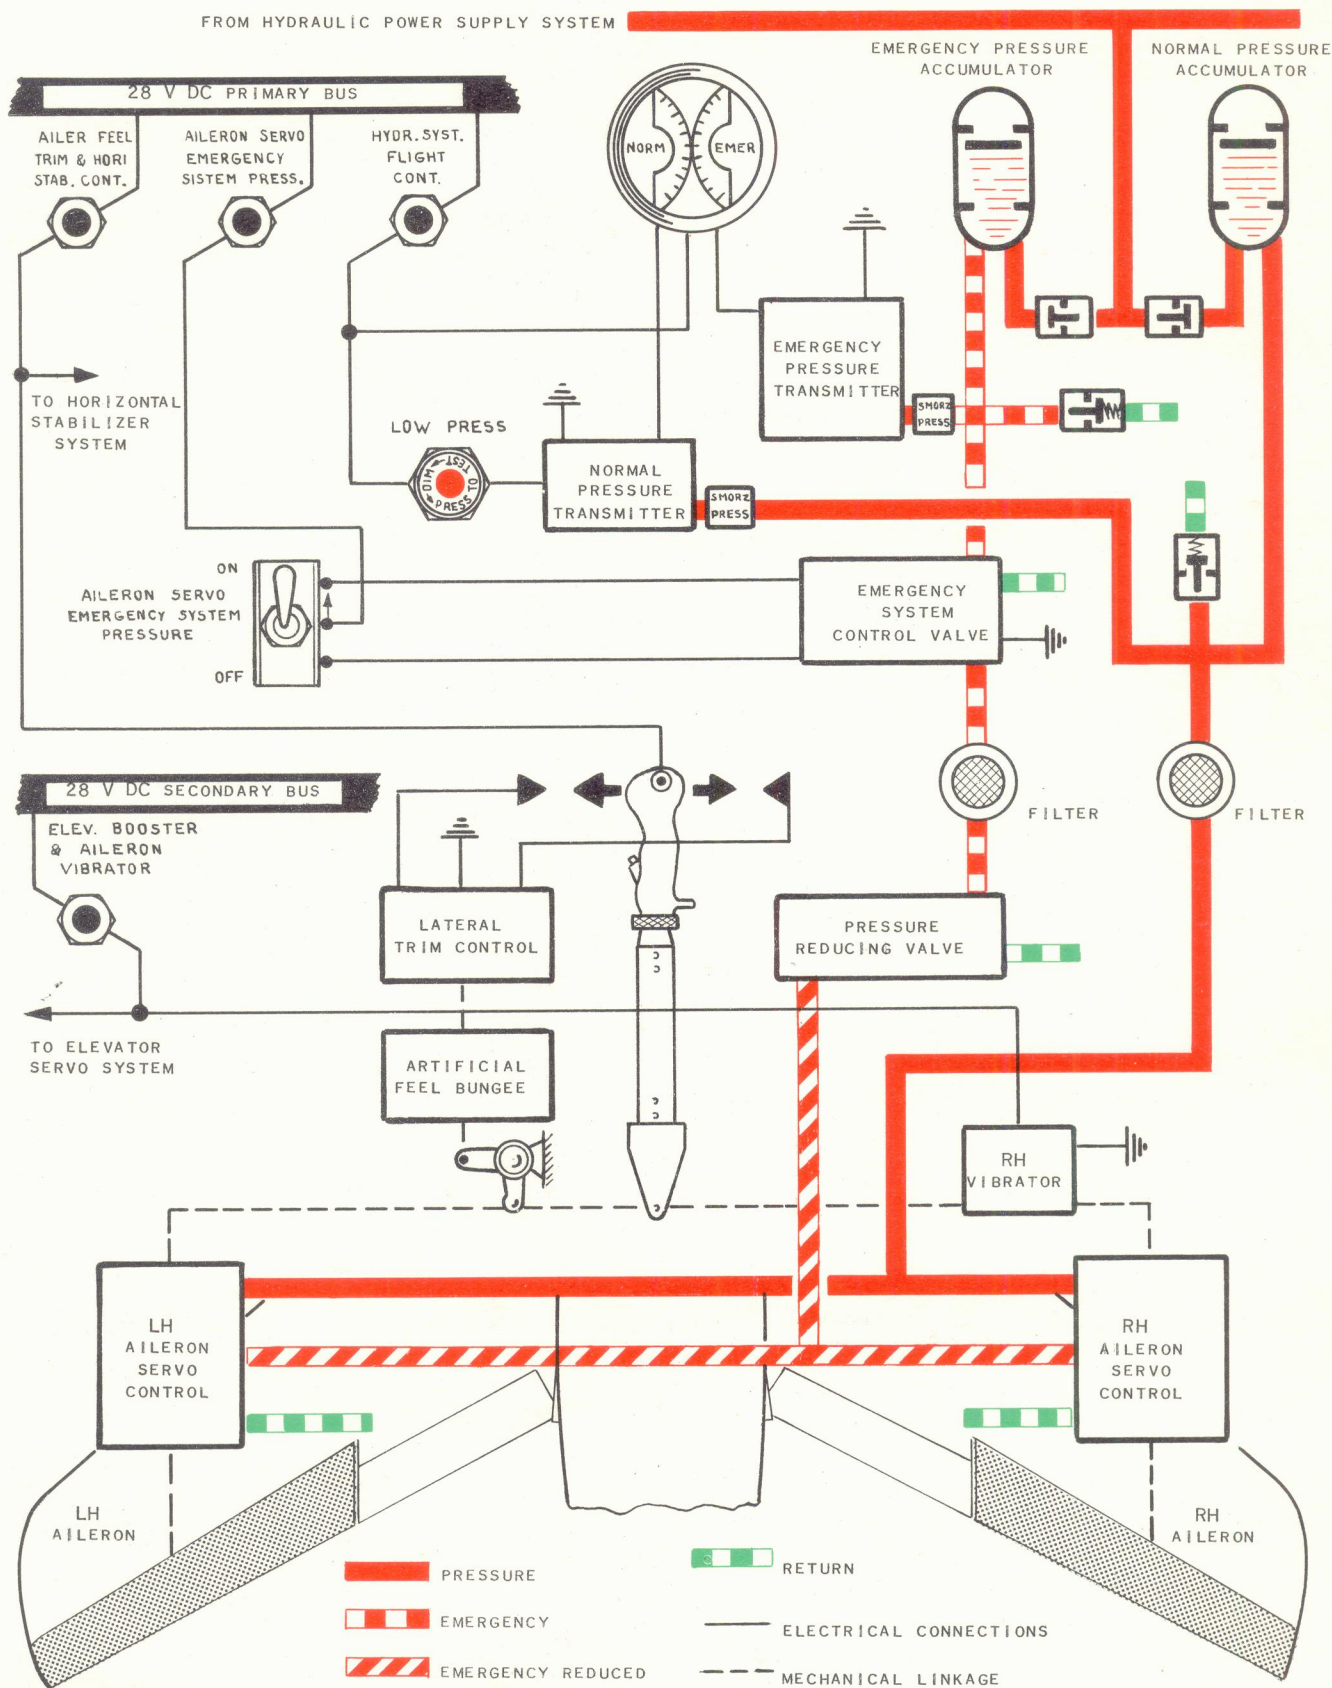 FROM HYDRAULIC POWER SUPPLY SYSTEM
EMERGENCY PRESSURE
ACCUMULATOR
NORMAL PRESSURE
ACCUMULATOR
28 V DC PRIMARY BUS
AILER FEEL
TRIM & HORI
STAB. CONT.
AILERON SERVO
EMERGENCY
SISTEM PRESS.
HYDR. SYST.
FLIGHT
CONT.
NORM
EMER
EMERGENCY
PRESSURE
TRANSMITTER
SMORZ
PRESS
TO HORIZONTAL
STABILIZER
SYSTEM
LOW PRESS
PRESS TO TEST
DIM
NORMAL
PRESSURE
TRANSMITTER
SMORZ
PRESS
ON
AILERON SERVO
EMERGENCY SYSTEM
PRESSURE
OFF
EMERGENCY
SYSTEM
CONTROL VALVE
FILTER
FILTER
28 V DC SECONDARY BUS
ELEV. BOOSTER
& AILERON
VIBRATOR
LATERAL
TRIM CONTROL
PRESSURE
REDUCING VALVE
TO ELEVATOR
SERVO SYSTEM
ARTIFICIAL
FEEL BUNGEE
RH
VIBRATOR
LH
AILERON
SERVO
CONTROL
RH
AILERON
SERVO
CONTROL
LH
AILERON
RH
AILERON
PRESSURE
EMERGENCY
EMERGENCY REDUCED
RETURN
ELECTRICAL CONNECTIONS
MECHANICAL LINKAGE